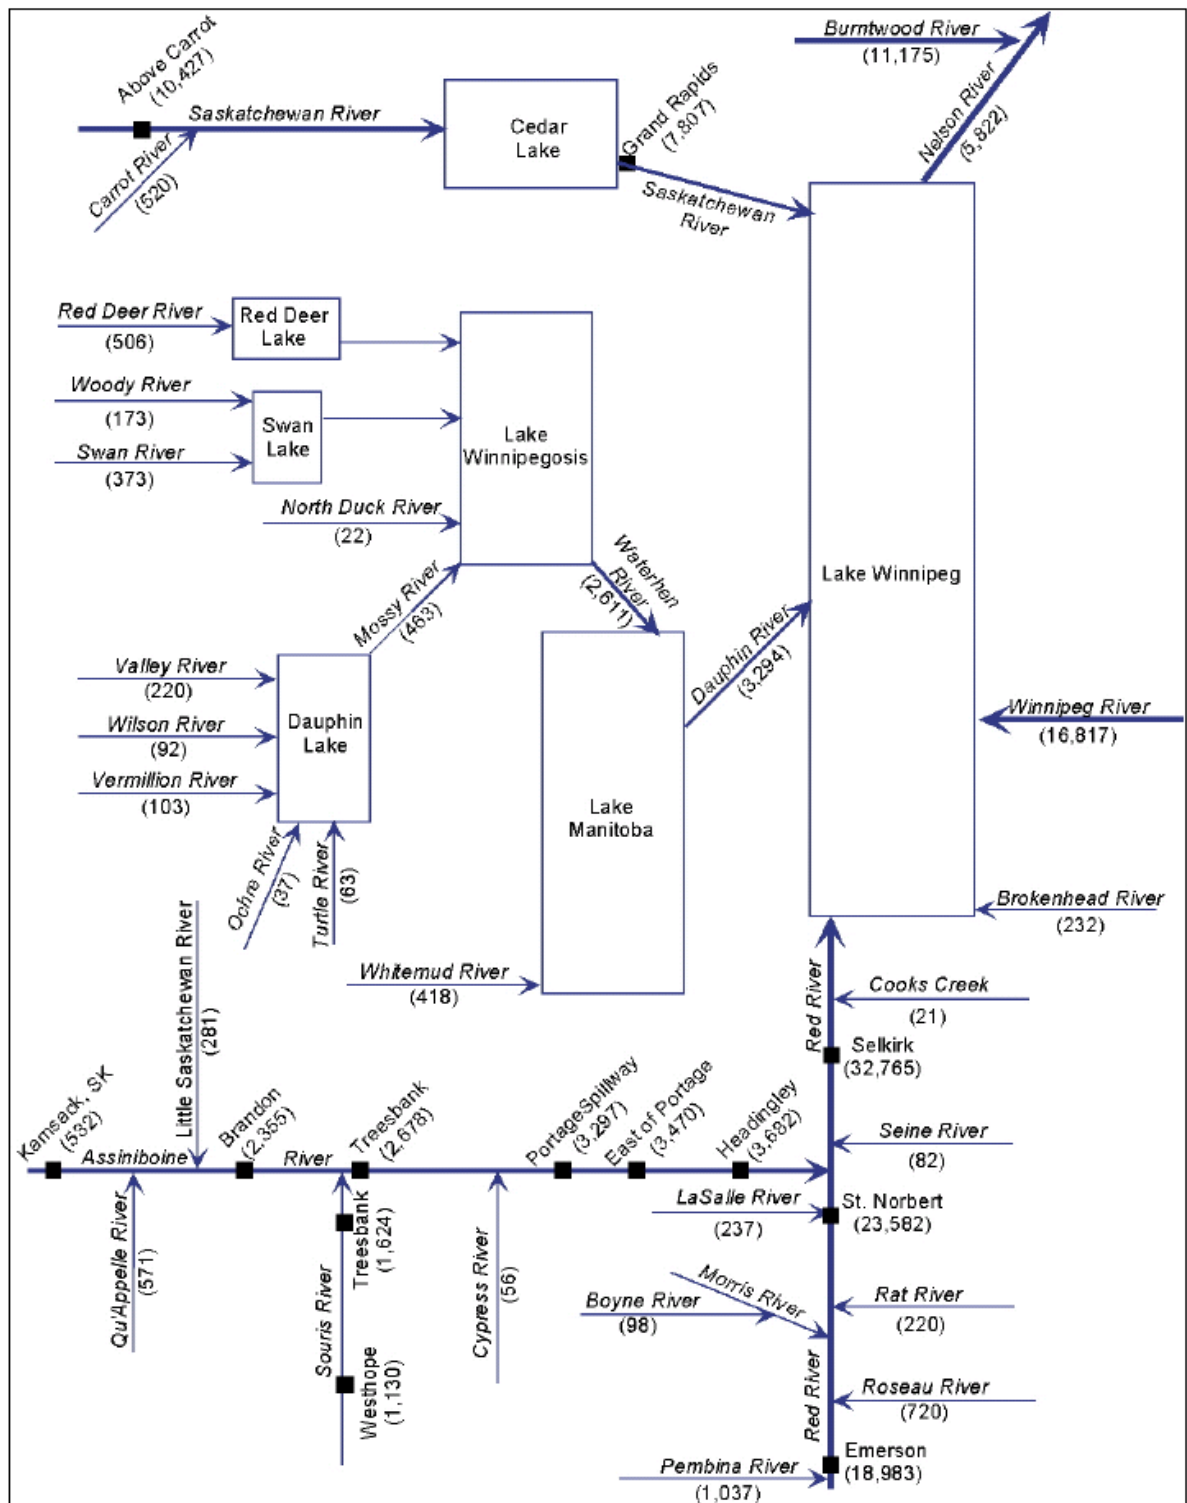 Burntwood River
(11,175)
Above Carrot
(10,427)
Saskatchewan River
Carrot River
(520)
Cedar
Lake
Grand Rapids
(7,807)
Saskatchewan
River
Nelson River
(5,822)
Red Deer River
(506)
Red Deer
Lake
Woody River
(173)
Swan River
(373)
Swan
Lake
North Duck River
(22)
Lake
Winnipegosis
Mossy River
(463)
Waterhen
River
(2,611)
Lake Winnipeg
Valley River
(220)
Wilson River
(92)
Vermillion River
(103)
Dauphin
Lake
Ochre River
(37)
Turtle River
(63)
Dauphin River
(3,294)
Winnipeg River
(16,817)
Lake
Manitoba
Whitemud River
(418)
Brokenhead River
(232)
Red River
Cooks Creek
(21)
Selkirk
(32,765)
Little Saskatchewan River
(281)
Kamsack, SK
(532)
Assiniboine
Brandon
(2,355)
River
Treesbank
(2,678)
PortageSpillway
(3,297)
East of Portage
(3,470)
Headingley
(3,682)
Seine River
(82)
LaSalle River
(237)
St. Norbert
(23,582)
Qu'Appelle River
(571)
Souris River
Treesbank
(1,624)
Westhope
(1,130)
Cypress River
(56)
Morris River
Boyne River
(98)
Rat River
(220)
Red River
Roseau River
(720)
Emerson
(18,983)
Pembina River
(1,037)